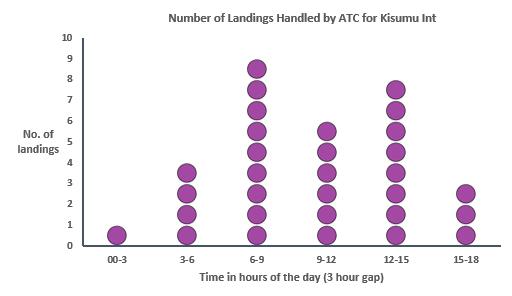 Number of Landings Handled by ATC for Kisumu Int
10
9
8
7
6
5
4
3
2
1
0
No. of
landings
00-3 3-6 6-9 9-12 12-15 15-18
Time in hours of the day (3 hour gap)